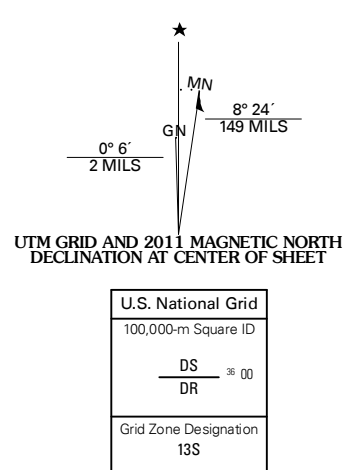 ★
MN
GN
8° 24´
149 MILS
0° 6´
2 MILS
UTM GRID AND 2011 MAGNETIC NORTH
DECLINATION AT CENTER OF SHEET
U.S. National Grid
100,000-m Square ID
DS
36 00
DR
Grid Zone Designation
13S